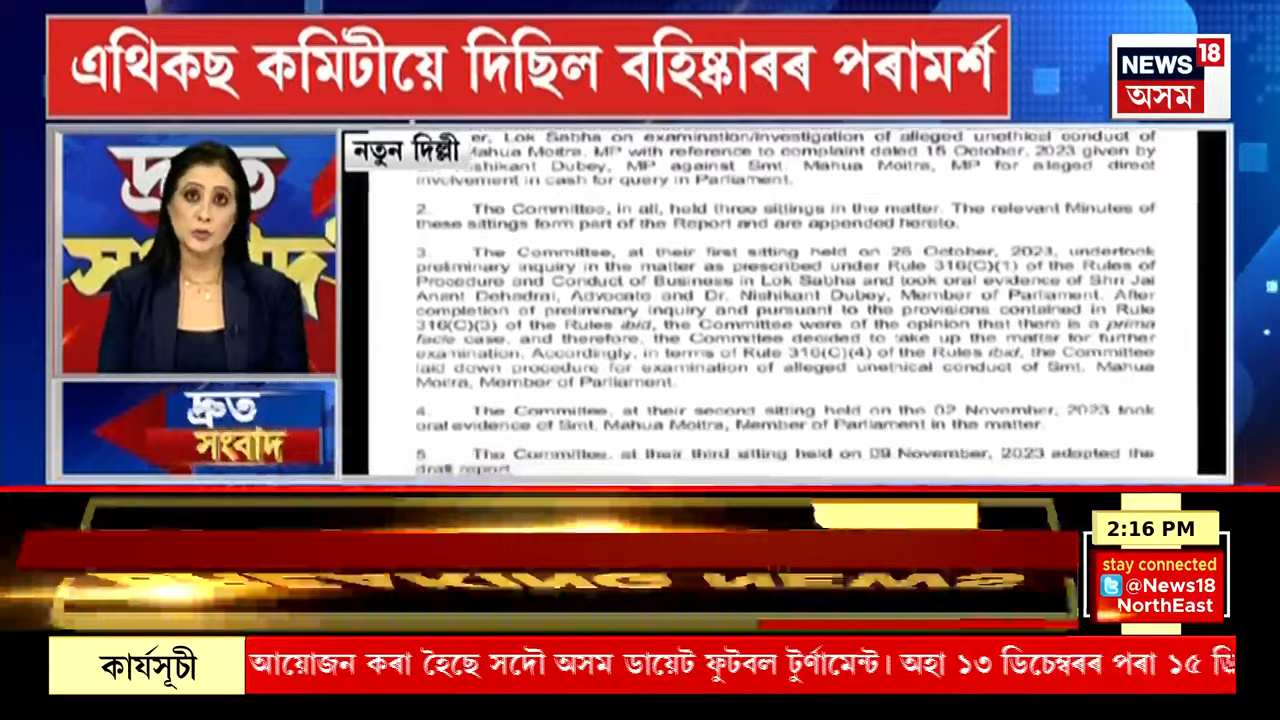 এথিকছ কমিটীয়ে দিছিল বহিষ্কাৰৰ পৰামৰ্শ
NEWS 18
অসম
নতুন দিল্লী
er, Lok Sabha on examination/investigation of alleged unethical conduct of
Mahua Moitra, MP with reference to complaint dated 15 October, 2023 given by
ishikant Dubey, MP against Smt. Mahua Moitra, MP for alleged direct
involvement in cash for query in Parliament.
2. The Committee, in all, held three sittings in the matter. The relevant Minutes of
these sittings form part of the Report and are appended hereto.
3. The Committee, at their first sitting held on 26 October, 2023, undertook
preliminary inquiry in the matter as prescribed under Rule 316(C)(1) of the Rules of
Procedure and Conduct of Business in Lok Sabha and took oral evidence of Shri Jai
Anant Dehadrai, Advocate and Dr. Nishikant Dubey, Member of Parliament. After
completion of preliminary inquiry and pursuant to the provisions contained in Rule
316(C)(3) of the Rules ibid, the Committee were of the opinion that there is a prima
facie case, and therefore, the Committee decided to take up the matter for further
examination. Accordingly, in terms of Rule 316(C)(4) of the Rules ibid, the Committee
laid down procedure for examination of alleged unethical conduct of Smt. Mahua
Moitra, Member of Parliament.
4. The Committee, at their second sitting held on the 02 November, 2023 took
oral evidence of Smt. Mahua Moitra, Member of Parliament in the matter.
5. The Committee, at their third sitting held on 09 November, 2023 adopted the
draft report.
দ্ৰুত
সংবাদ
দ্ৰুত
সংবাদ
2:16 PM
stay connected
@News18
NorthEast
BREAKING NEWS
কাৰ্যসূচী
আয়োজন কৰা হৈছে সদৌ অসম ডায়েট ফুটবল টুৰ্ণামেন্ট। অহা ১৩ ডিচেম্বৰৰ পৰা ১৫